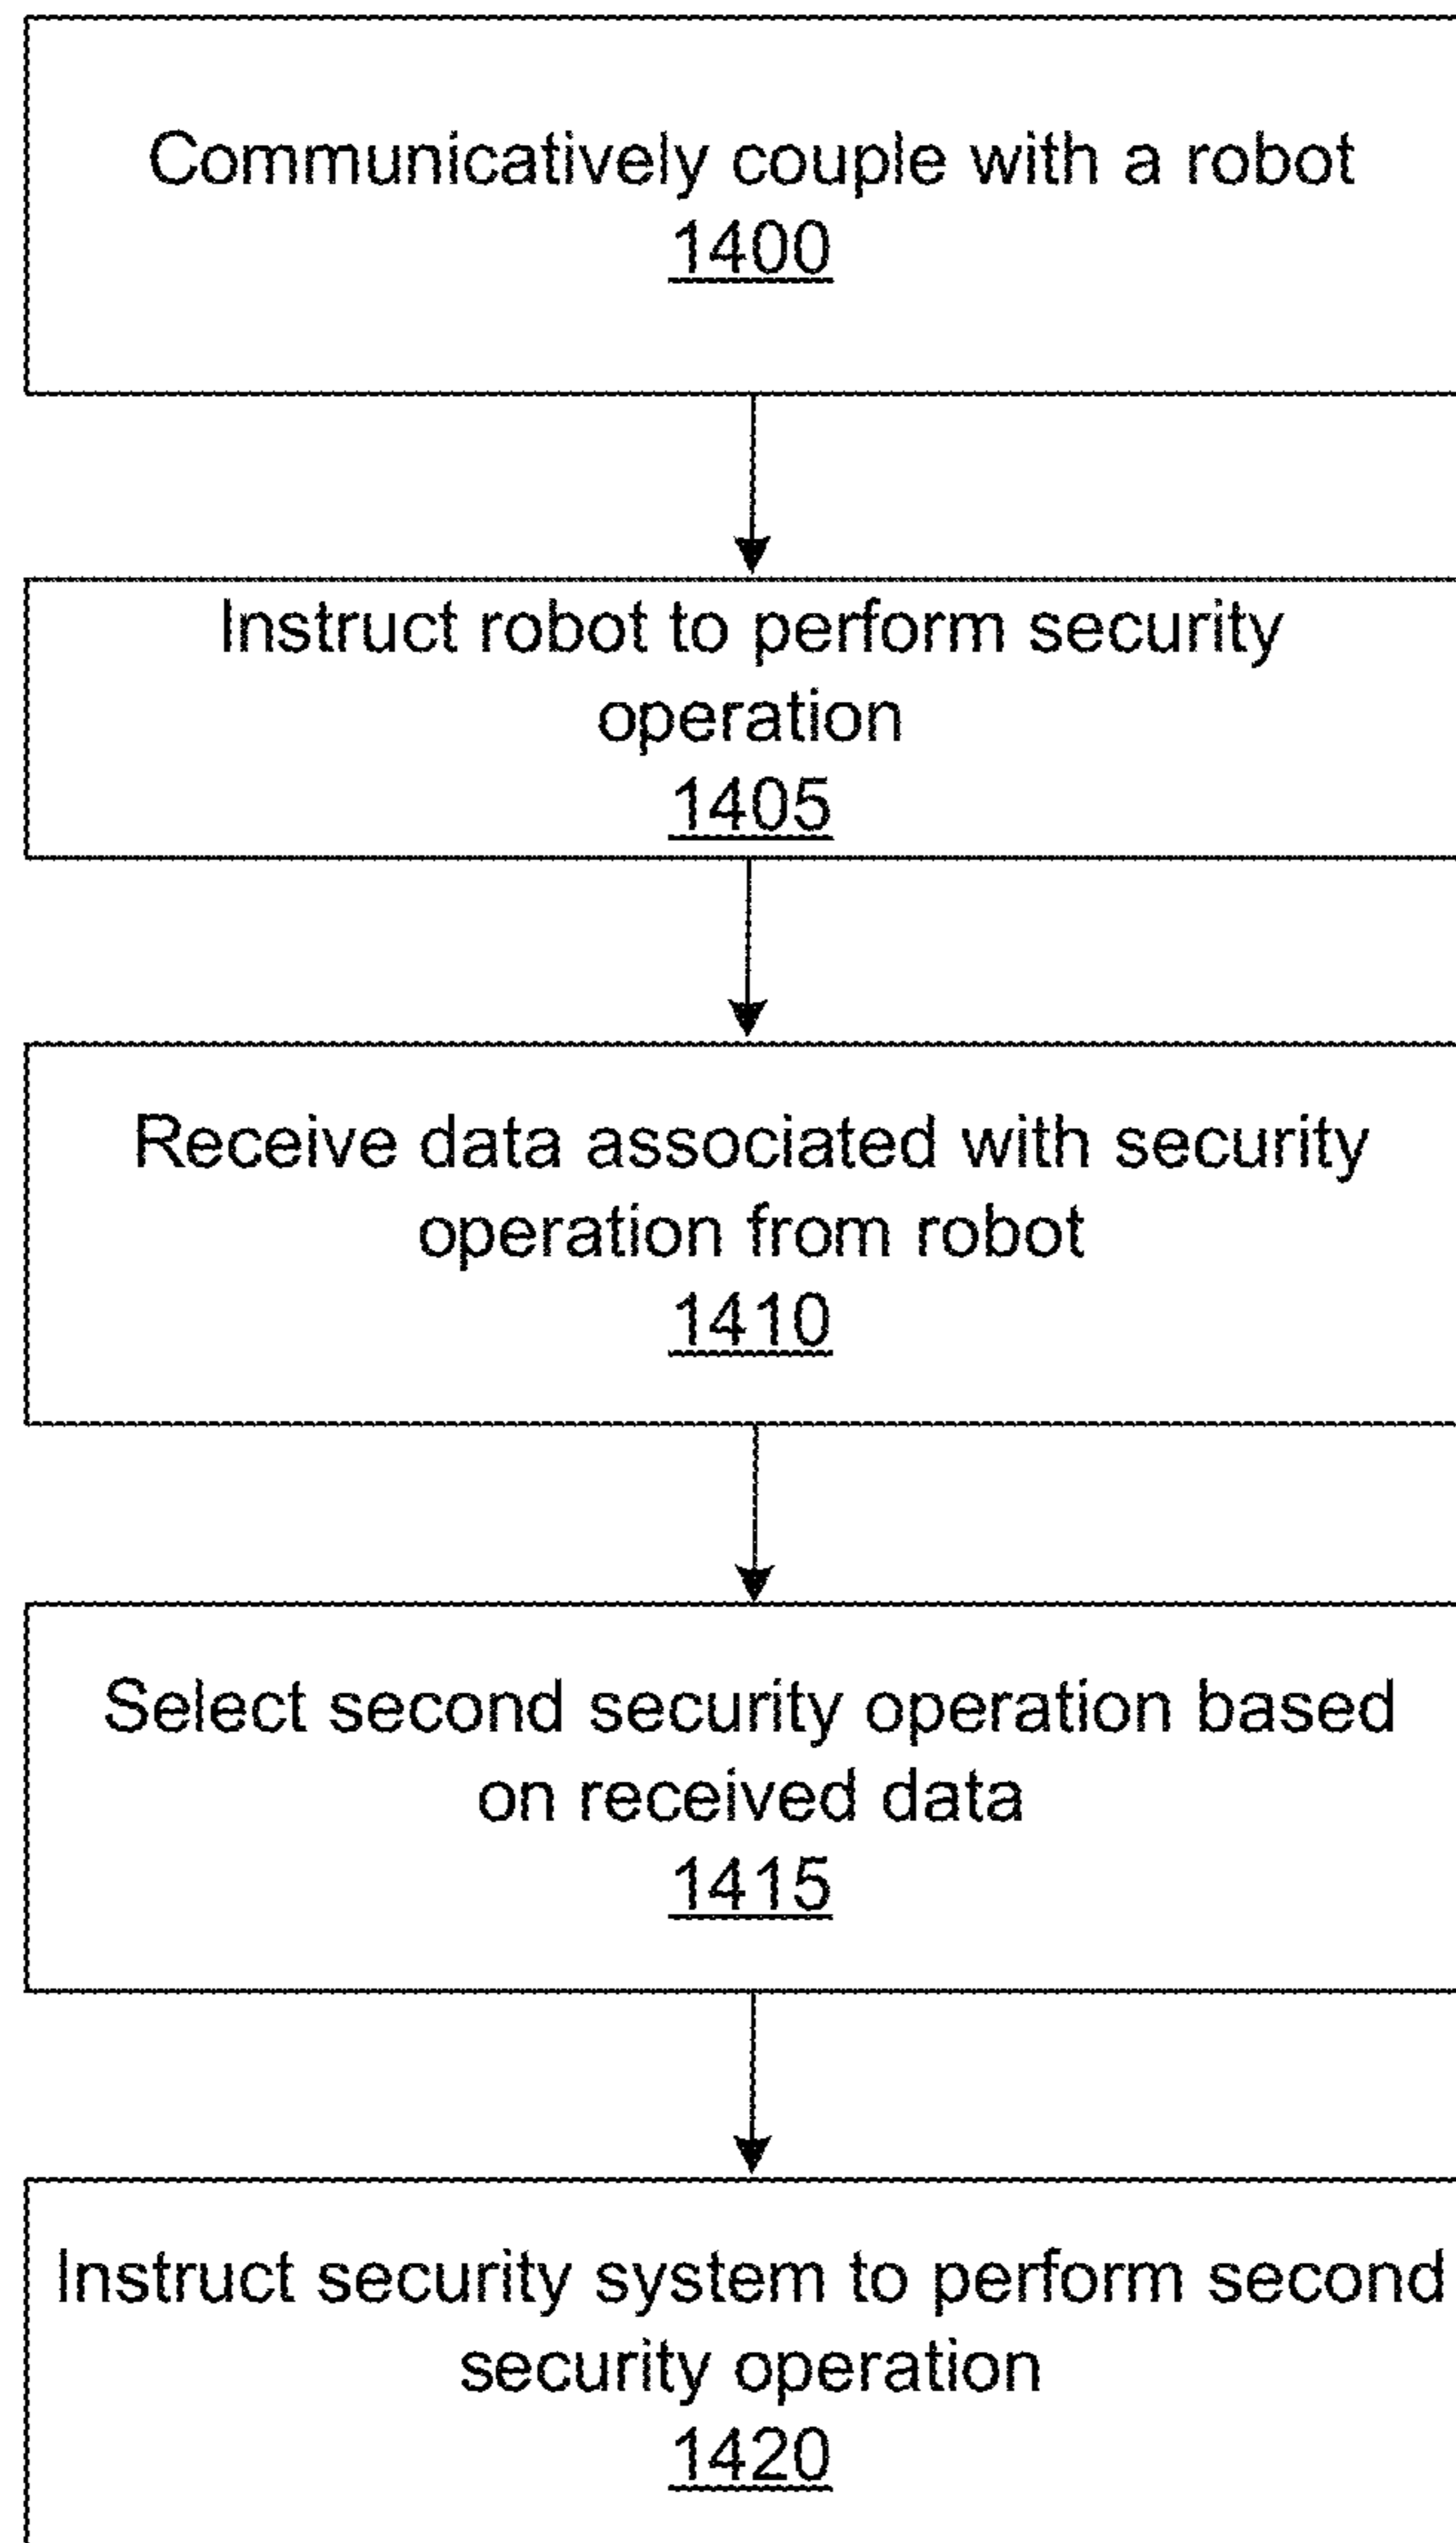 Communicatively couple with a robot
1400
Instruct robot to perform security
operation
1405
Receive data associated with security
operation from robot
1410
Select second security operation based
on received data
1415
Instruct security system to perform second
security operation
1420